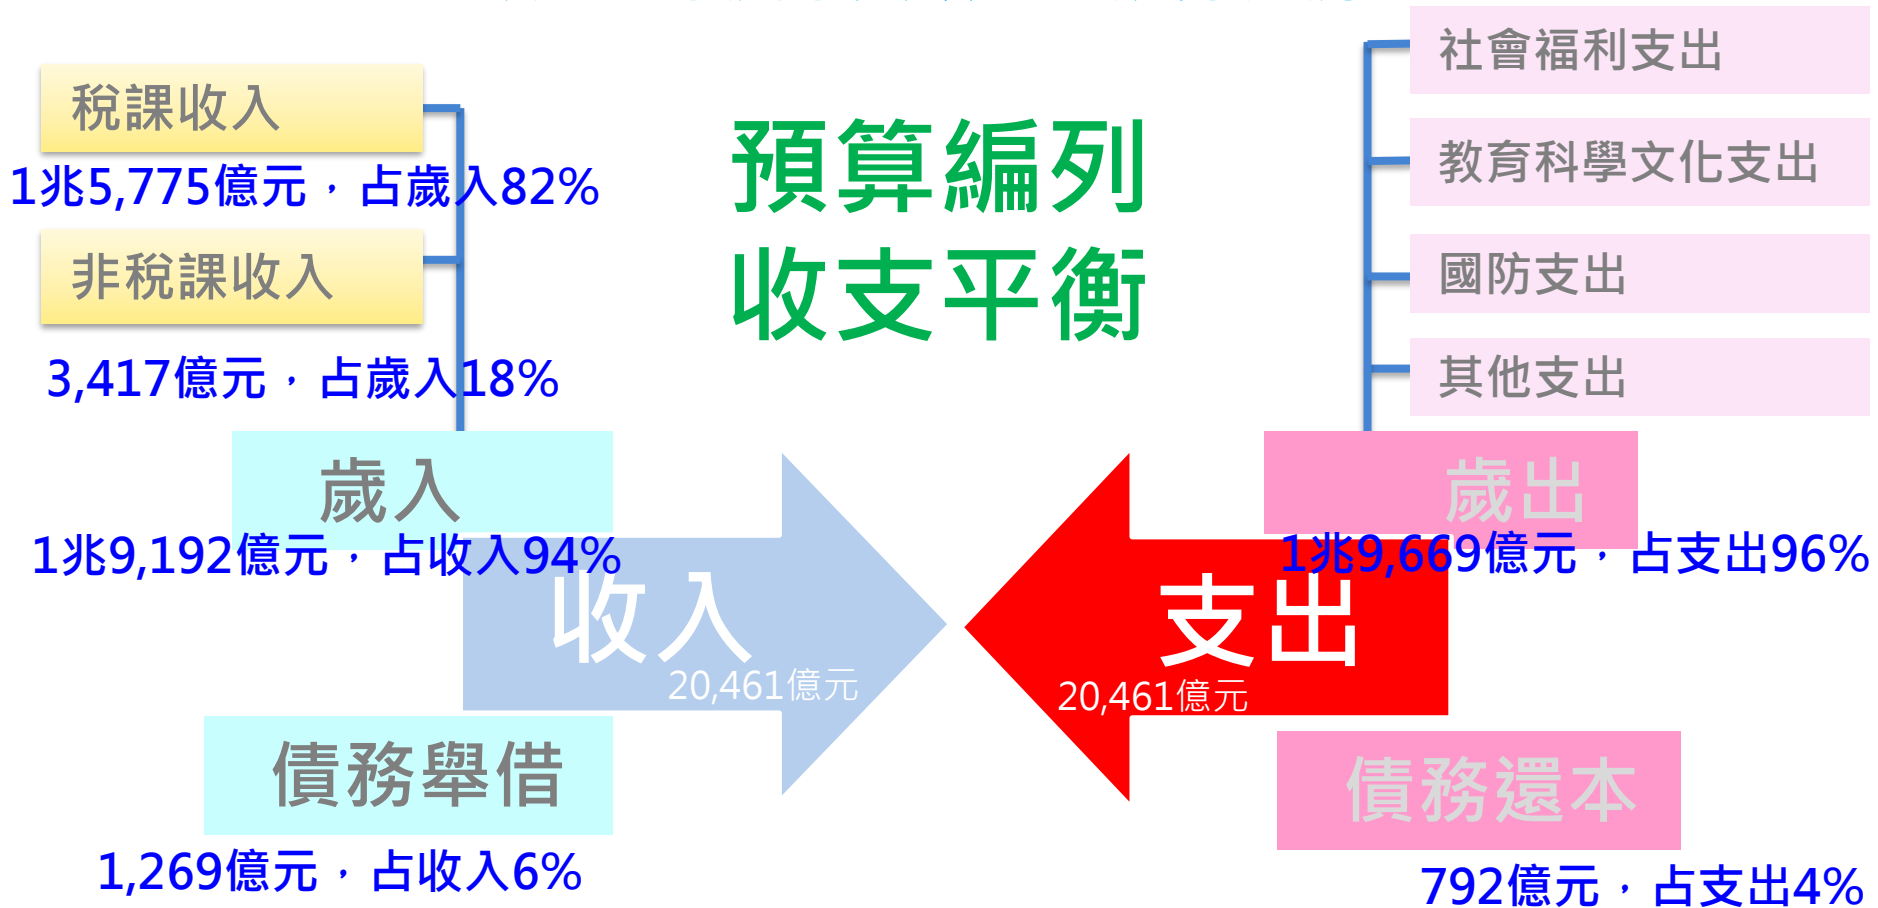 稅課收入
1兆5,775億元，占歲入82%
非稅課收入
3,417億元，占歲入18%
歲入
1兆9,192億元，占收入94%
收入
20,461億元
債務舉借
1,269億元，占收入6%
預算編列
收支平衡
社會福利支出
教育科學文化支出
國防支出
其他支出
歲出
1兆9,669億元，占支出96%
支出
20,461億元
債務還本
792億元，占支出4%